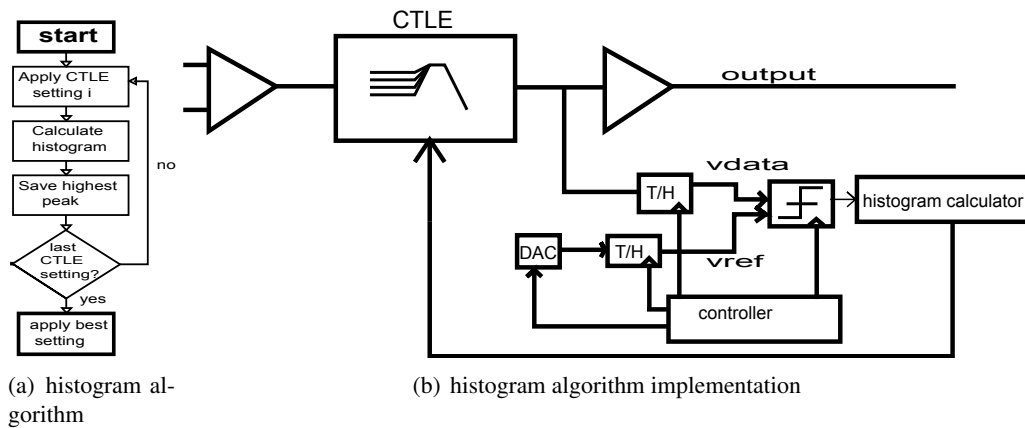 start
Apply CTLE
setting i
Calculate
histogram
no
Save highest
peak
last
CTLE
setting?
yes
apply best
setting
(a) histogram al-
gorithm
CTLE
output
vdata
T/H
histogram calculator
DAC
T/H
vref
controller
(b) histogram algorithm implementation